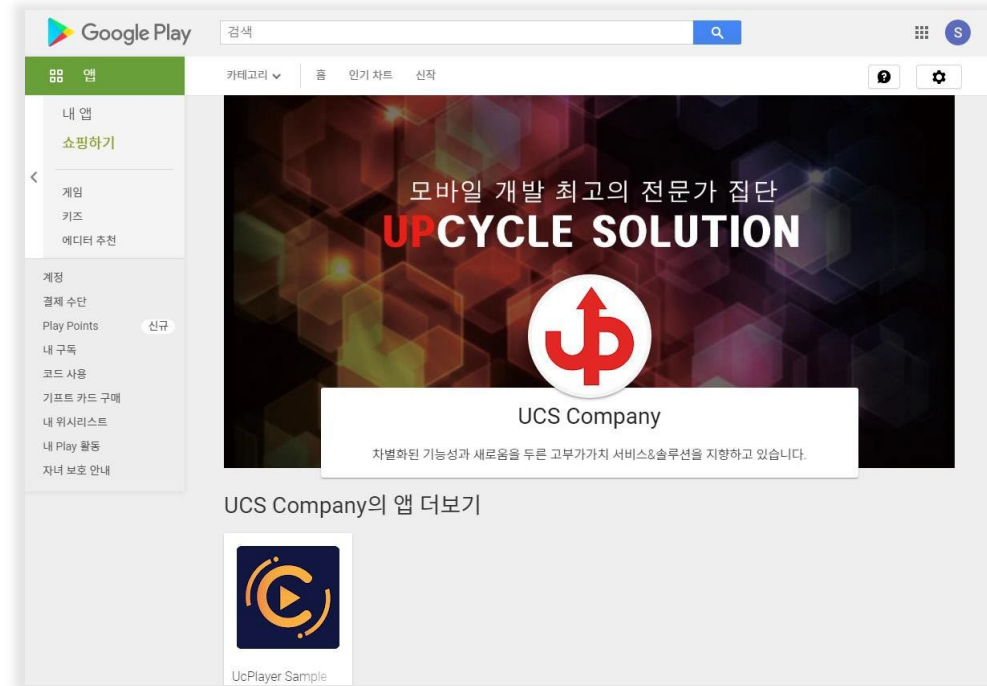 Google Play
검색
S
앱
카테고리
홈
인기 차트
신작
내 앱
쇼핑하기
게임
키즈
에디터 추천
계정
결제 수단
Play Points 신규
내 구독
코드 사용
기프트 카드 구매
내 위시리스트
내 Play 활동
자녀 보호 안내
모바일 개발 최고의 전문가 집단
UPCYCLE SOLUTION
up
UCS Company
차별화된 기능성과 새로움을 두른 고부가가치 서비스&솔루션을 지향하고 있습니다.
UCS Company의 앱 더보기
C
UcPlayer Sample